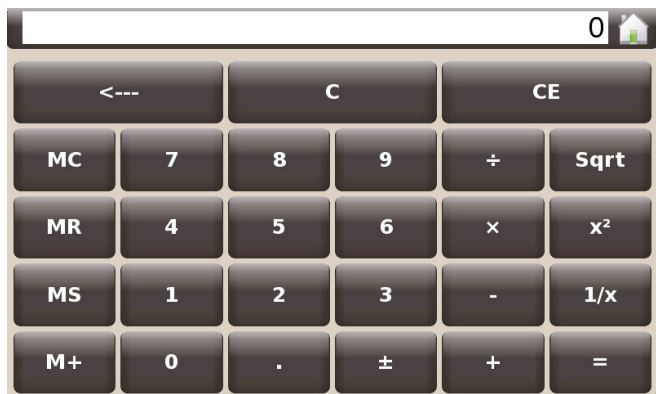 0
<--- C CE
MC 7 8 9 ÷ Sqrt
MR 4 5 6 × x²
MS 1 2 3 - 1/x
M+ 0 . ± + =